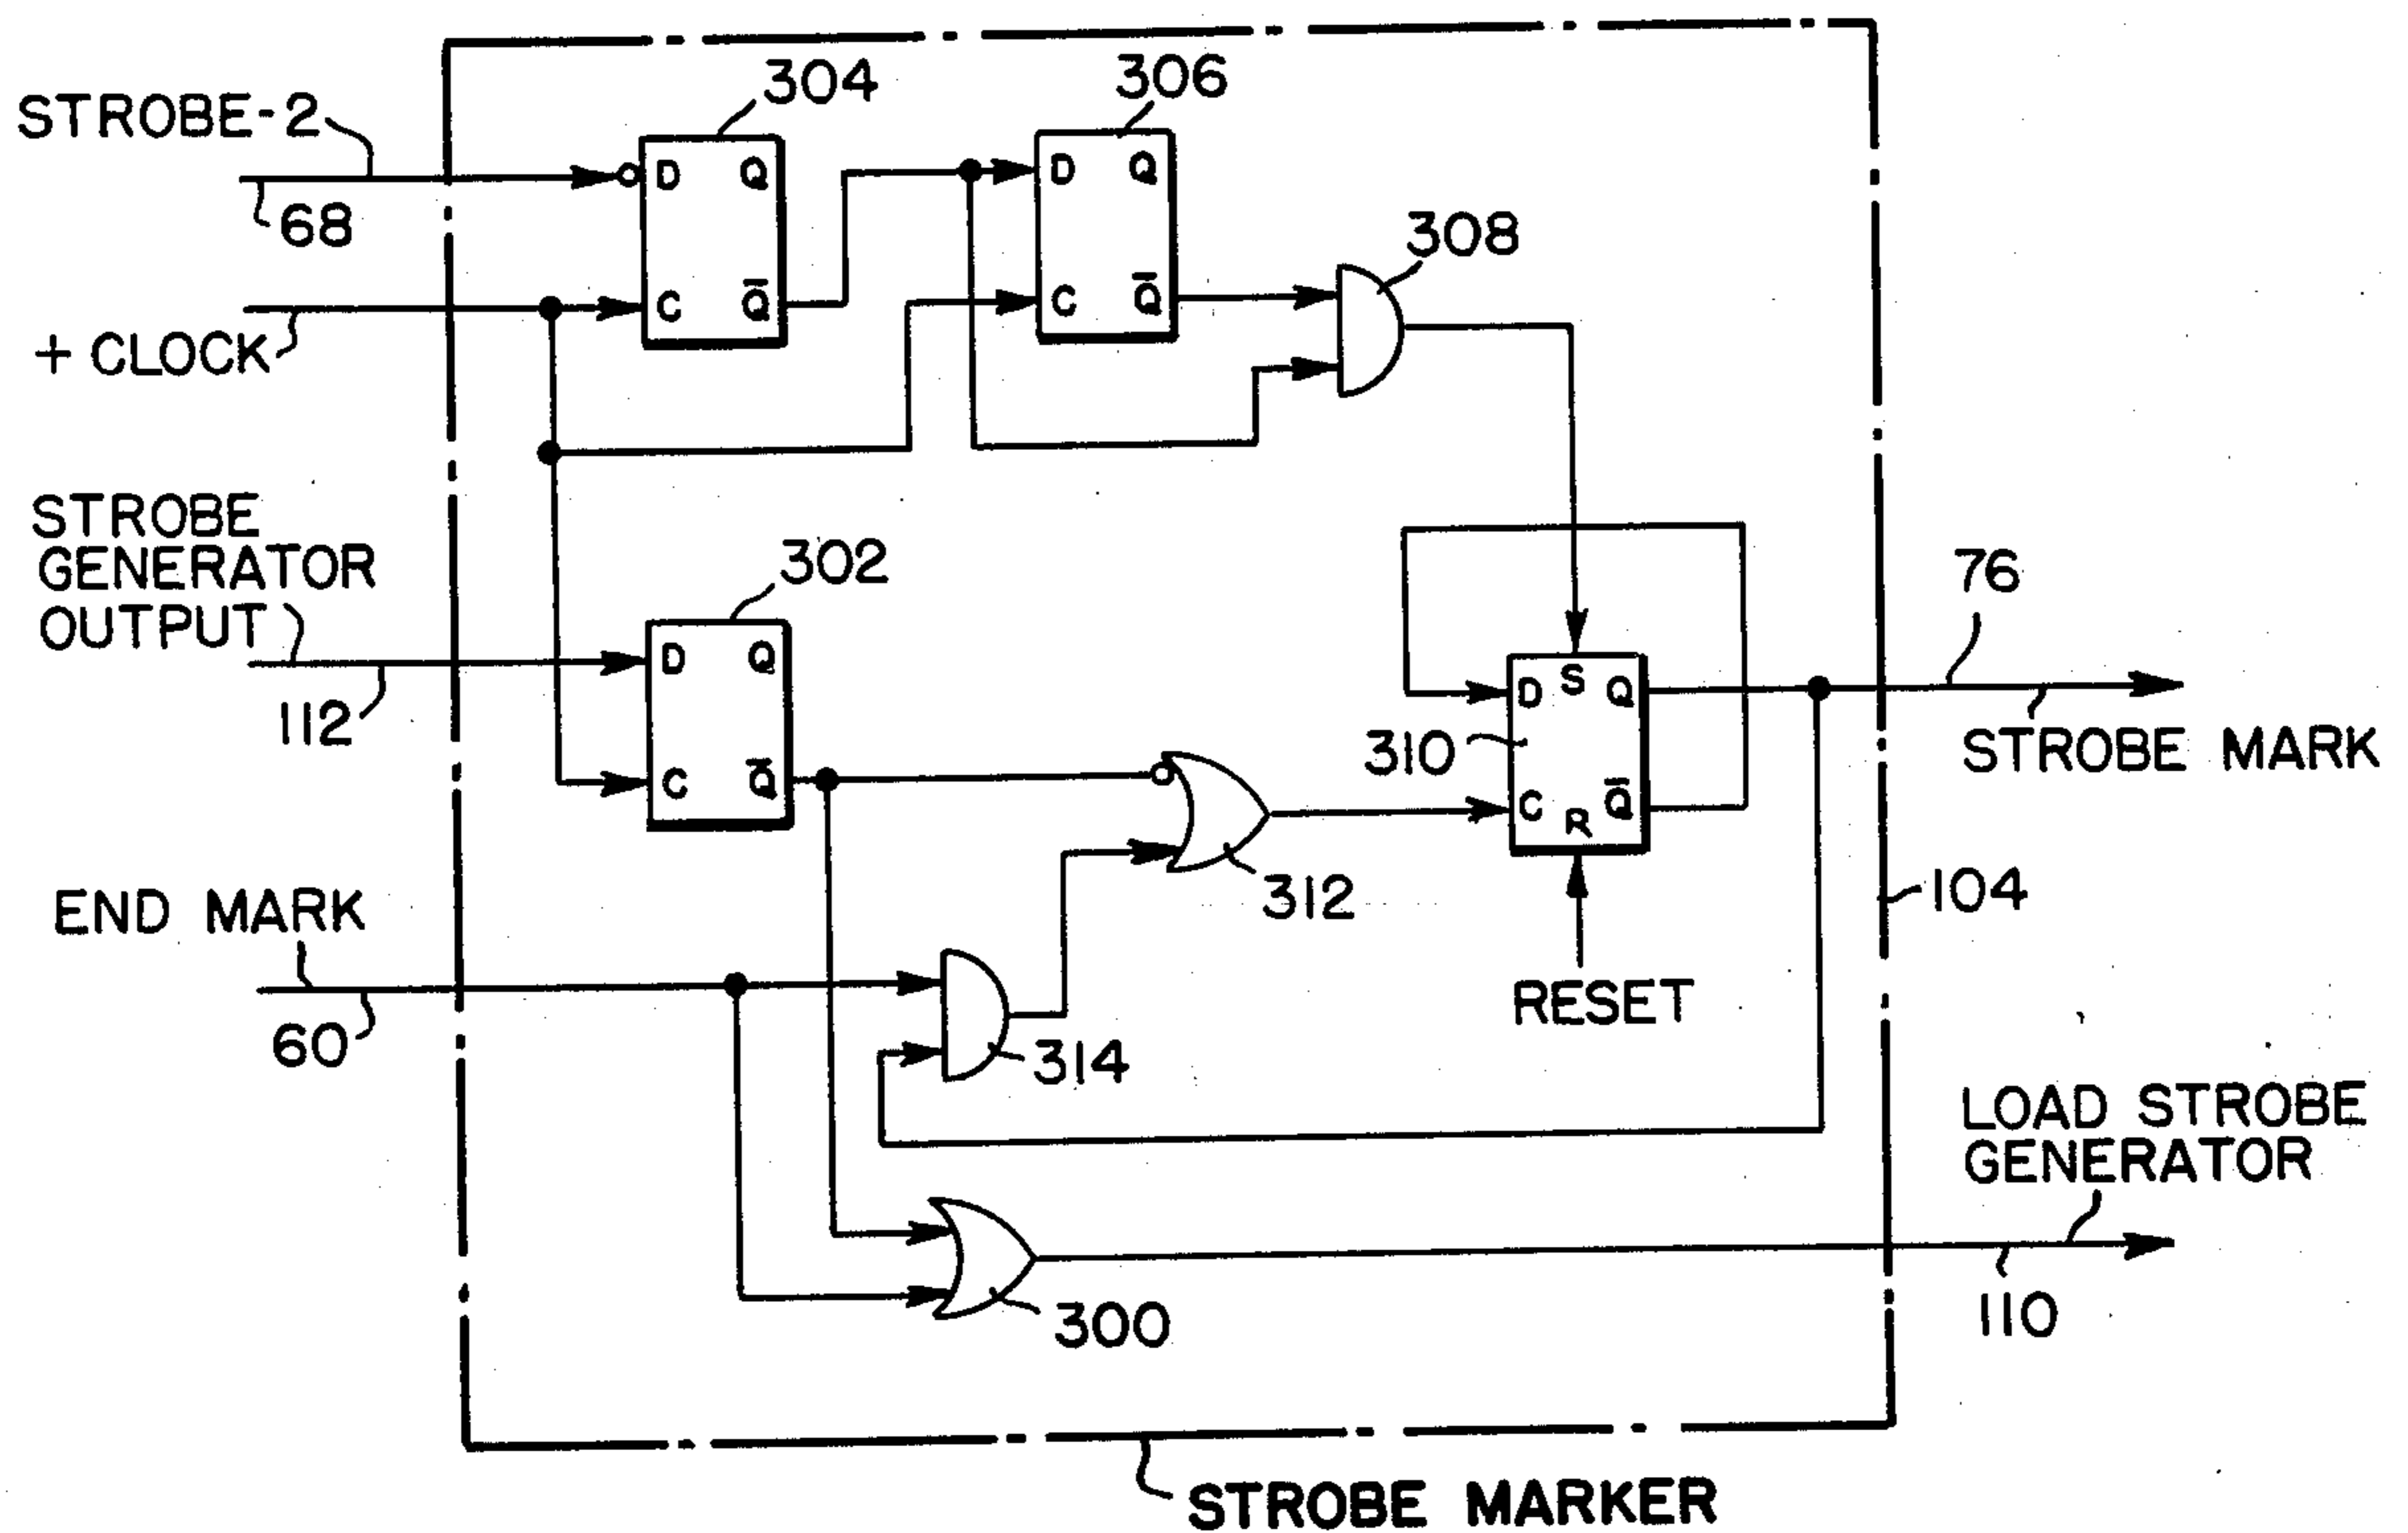 304
306
STROBE-2
D Q
D Q
68
308
C Q̅
C Q̅
+ CLOCK
STROBE
GENERATOR
OUTPUT
302
76
D Q
S
D Q
112
310
STROBE MARK
C Q̅
C Q̅
R
312
104
END MARK
RESET
60
314
LOAD STROBE
GENERATOR
300
110
STROBE MARKER